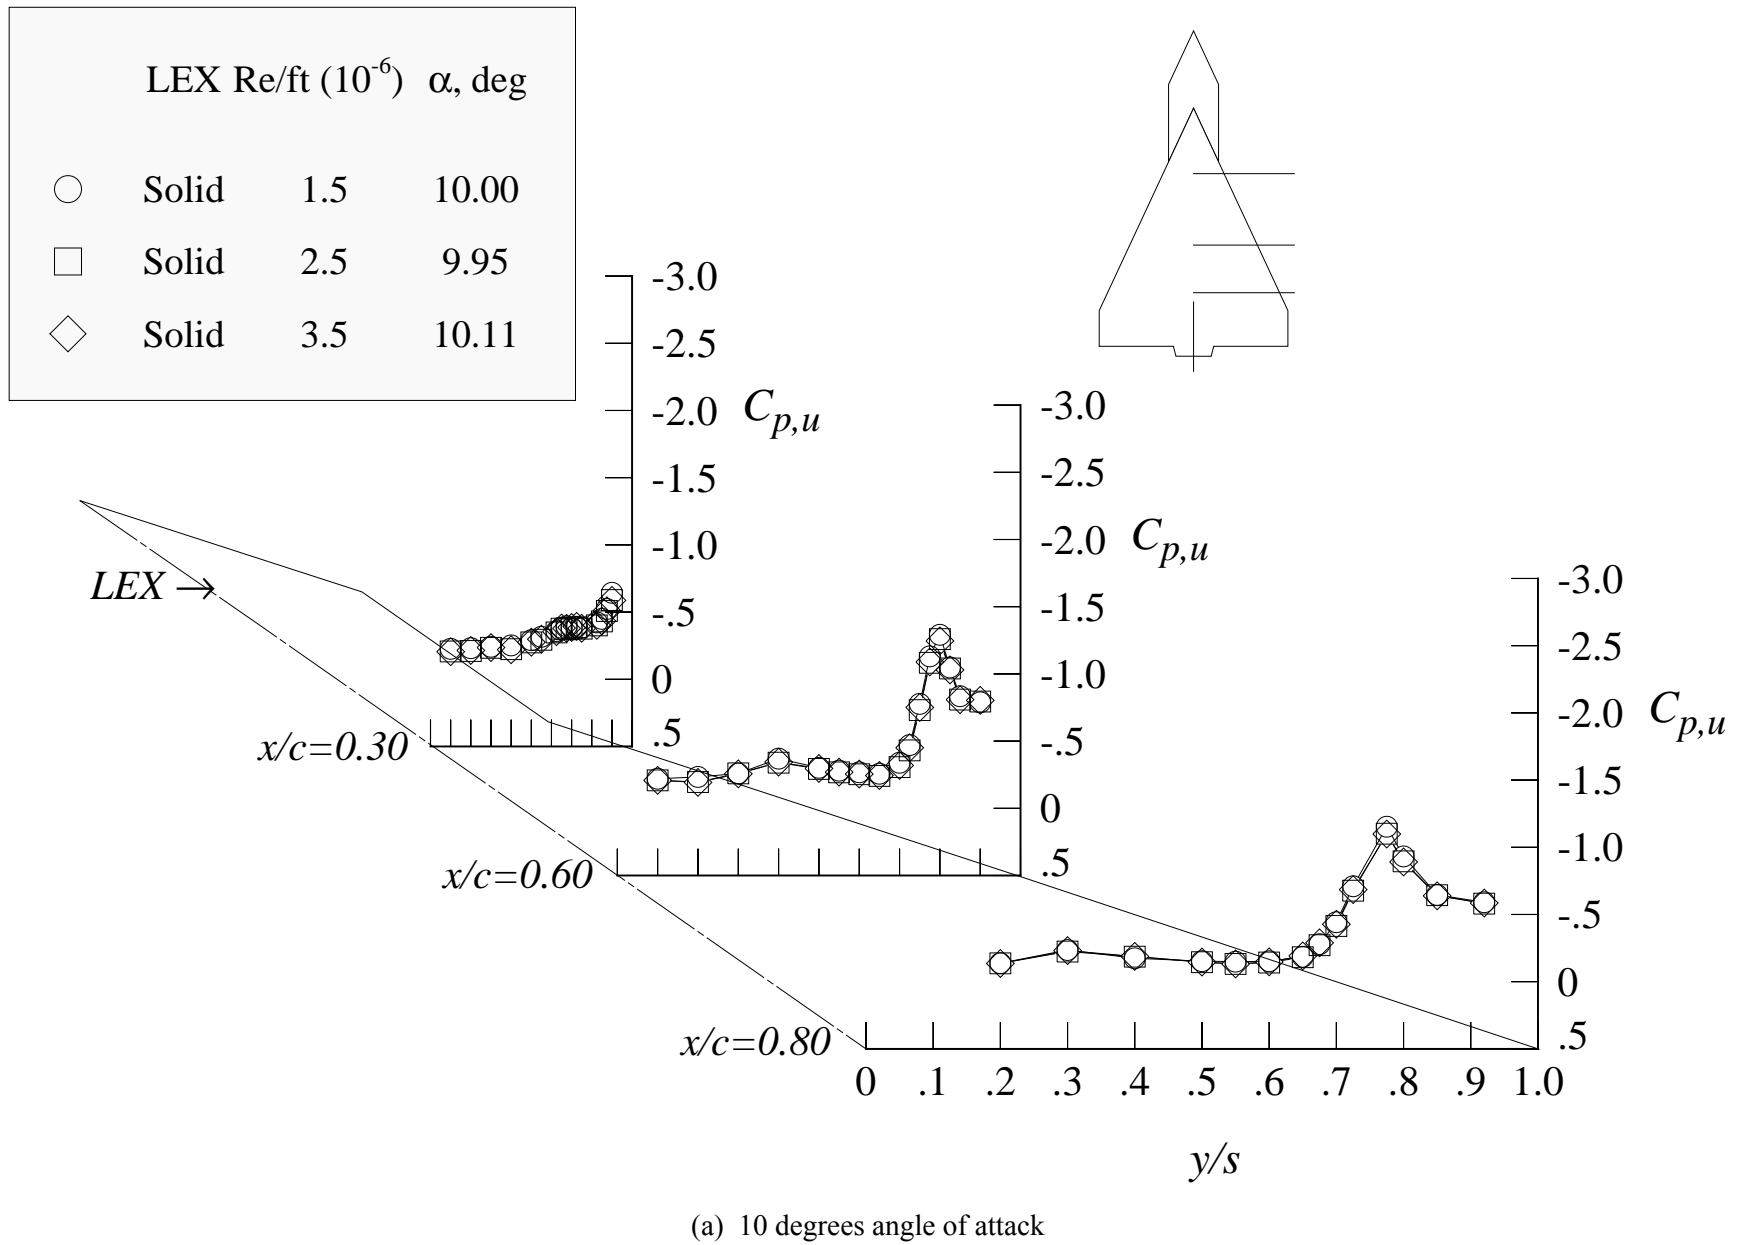 LEX Re/ft (10-6) α, deg
Solid 1.5 10.00
Solid 2.5 9.95
Solid 3.5 10.11
-3.0
-2.5
-2.0
-1.5
-1.0
-.5
0
.5
Cp,u
-3.0
-2.5
-2.0
-1.5
-1.0
-.5
0
.5
Cp,u
-3.0
-2.5
-2.0
-1.5
-1.0
-.5
0
.5
Cp,u
LEX →
x/c=0.30
x/c=0.60
x/c=0.80
0 .1 .2 .3 .4 .5 .6 .7 .8 .9 1.0
y/s
(a) 10 degrees angle of attack